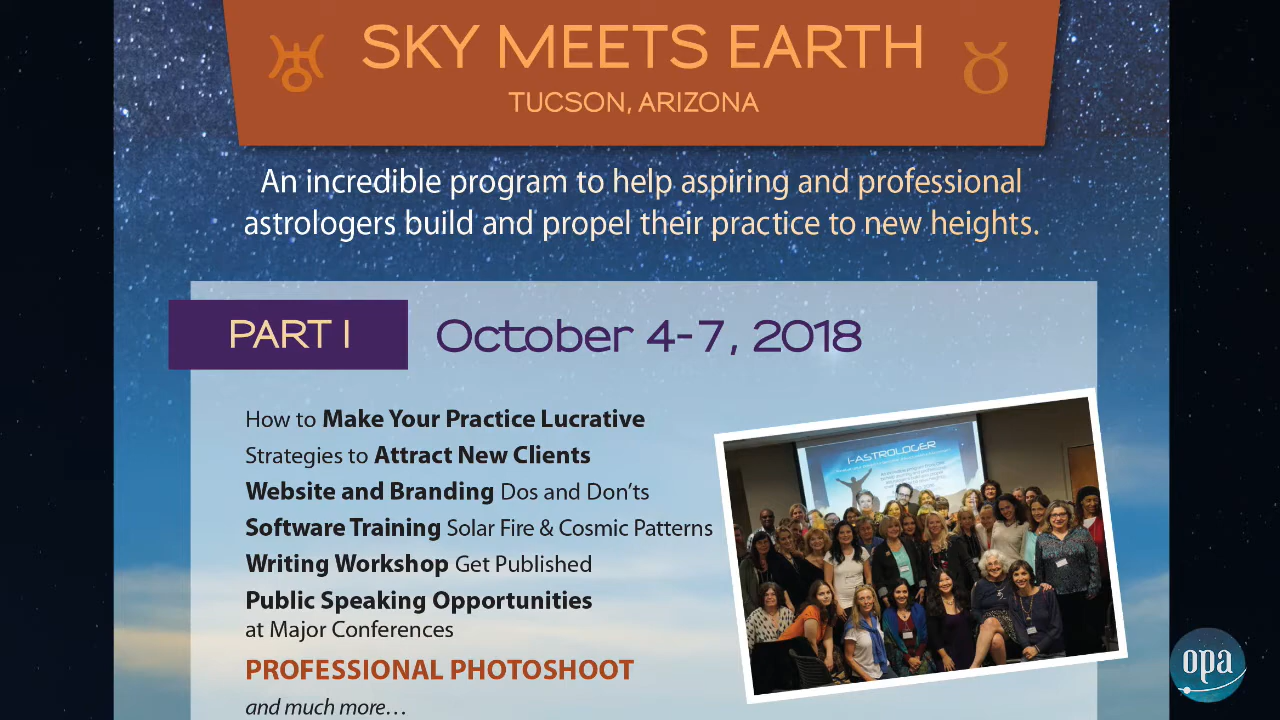 SKY MEETS EARTH
TUCSON, ARIZONA
An incredible program to help aspiring and professional
astrologers build and propel their practice to new heights.
PART I
October 4-7, 2018
How to Make Your Practice Lucrative
Strategies to Attract New Clients
Website and Branding Dos and Don'ts
Software Training Solar Fire & Cosmic Patterns
Writing Workshop Get Published
Public Speaking Opportunities
at Major Conferences
PROFESSIONAL PHOTOSHOOT
and much more…
I-ASTROLOGER
opa